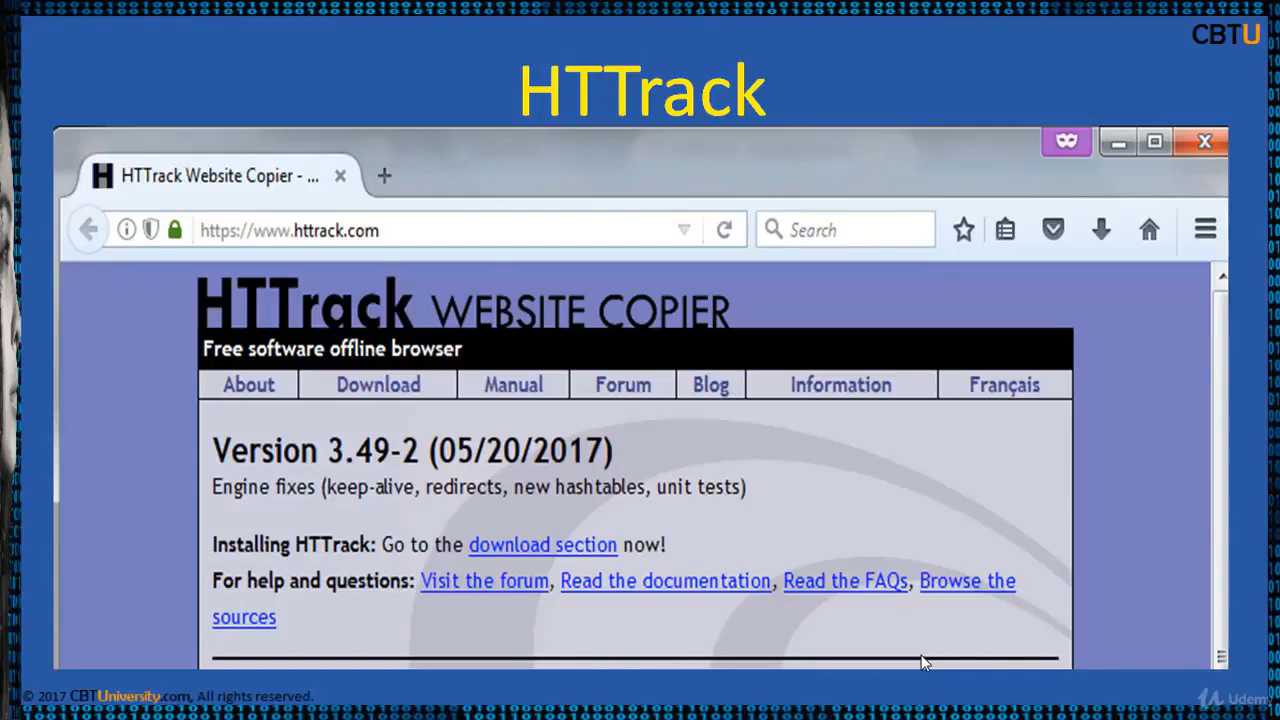 CBTU
HTTrack
HTTrack Website Copier - ...
https://www.httrack.com
Search
HTTrack WEBSITE COPIER
Free software offline browser
About Download Manual Forum Blog Information Français
Version 3.49-2 (05/20/2017)
Engine fixes (keep-alive, redirects, new hashtables, unit tests)
Installing HTTrack: Go to the download section now!
For help and questions: Visit the forum, Read the documentation, Read the FAQs, Browse the
sources
© 2017 CBTUniversity.com, All rights reserved.
Udemy